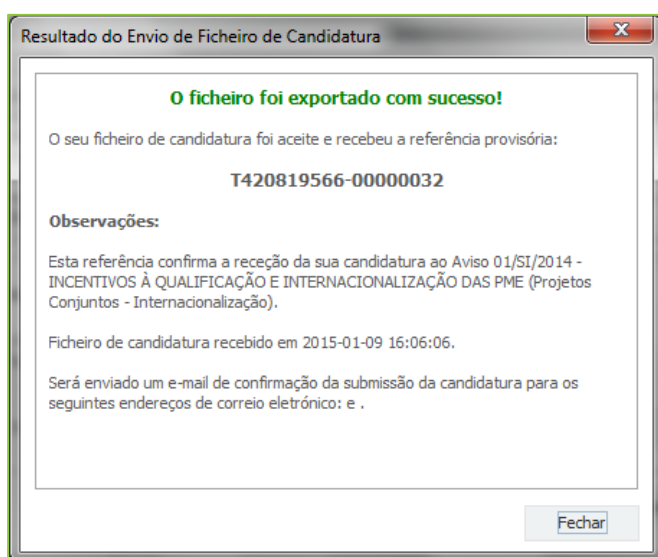 Resultado do Envio de Ficheiro de Candidatura
x
O ficheiro foi exportado com sucesso!
O seu ficheiro de candidatura foi aceite e recebeu a referência provisória:
T420819566-00000032
Observações:
Esta referência confirma a receção da sua candidatura ao Aviso 01/SI/2014 -
INCENTIVOS À QUALIFICAÇÃO E INTERNACIONALIZAÇÃO DAS PME (Projetos
Conjuntos - Internacionalização).
Ficheiro de candidatura recebido em 2015-01-09 16:06:06.
Será enviado um e-mail de confirmação da submissão da candidatura para os
seguintes endereços de correio eletrónico: e .
Fechar